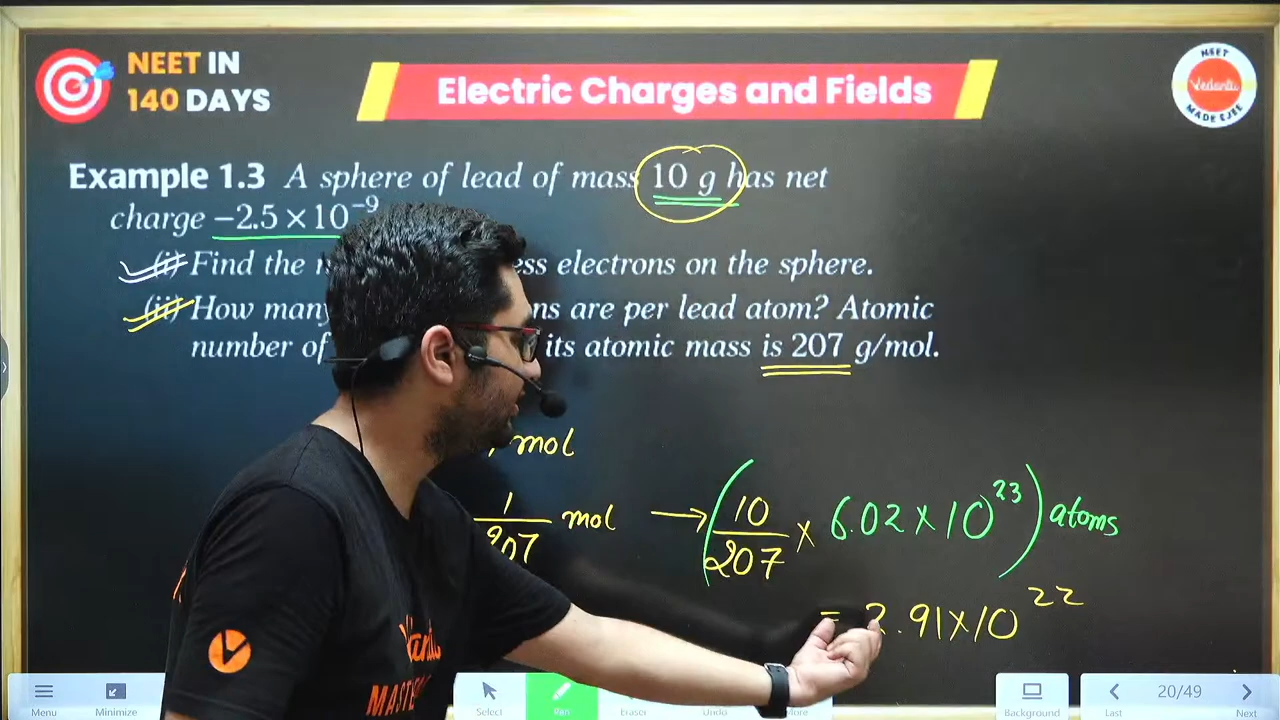 NEET IN
140 DAYS
Electric Charges and Fields
NEET
Vedantu
MADE EJEE
Example 1.3 A sphere of lead of mass 10 g has net
charge −2.5 × 10⁻⁹
(i) Find the electrons on the sphere.
(ii) How many are per lead atom? Atomic
number of its atomic mass is 207 g/mol.
mol
1/207 mol → (10/207 × 6.02 × 10²³) atoms
= 2.91 × 10²²
Menu
Minimize
Select
Pen
Eraser
Undo
More
Background
Last
20/49
Next